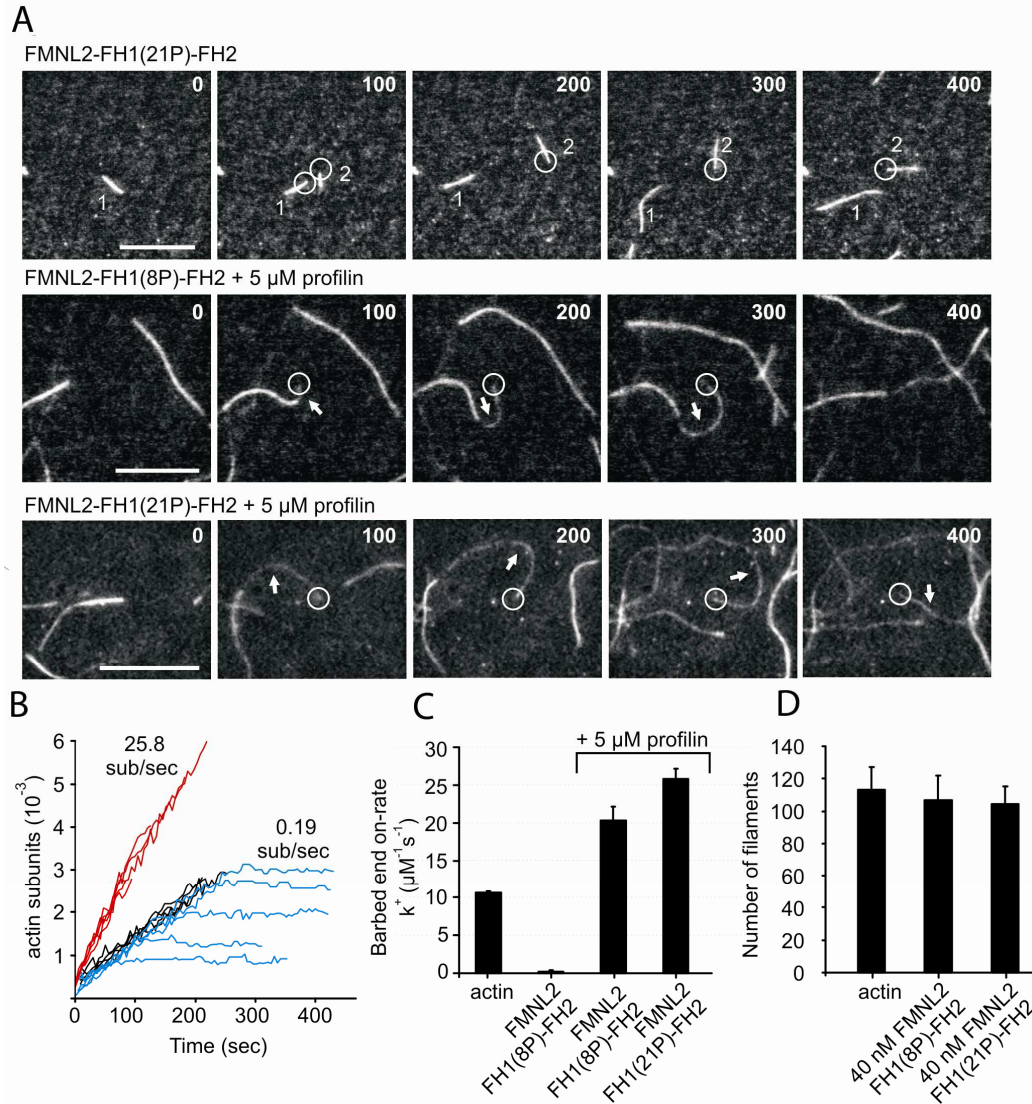 A
FMNL2-FH1(21P)-FH2
0
100
200
300
400
1
1
2
1
2
1
2
1
2
FMNL2-FH1(8P)-FH2 + 5 µM profilin
0
100
200
300
400
FMNL2-FH1(21P)-FH2 + 5 µM profilin
0
100
200
300
400
B
actin subunits (10⁻³)
6
5
4
3
2
1
25.8
sub/sec
0.19
sub/sec
0
100
200
300
400
Time (sec)
C
+ 5 µM profilin
Barbed end on-rate
k⁺ (µM⁻¹s⁻¹)
30
25
20
15
10
5
0
actin
FMNL2
FH1(8P)-FH2
FMNL2
FH1(8P)-FH2
FMNL2
FH1(21P)-FH2
D
Number of filaments
140
120
100
80
60
40
20
0
actin
40 nM FMNL2
FH1(8P)-FH2
40 nM FMNL2
FH1(21P)-FH2